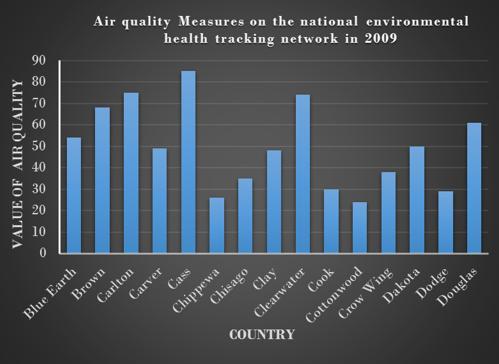 Air quality Measures on the national environmental
health tracking network in 2009
VALUE OF AIR QUALITY
90
80
70
60
50
40
30
20
10
0
Blue Earth
Brown
Carlton
Carver
Cass
Chippewa
Chisago
Clay
Clearwater
Cook
Cottonwood
Crow Wing
Dakota
Dodge
Douglas
COUNTRY